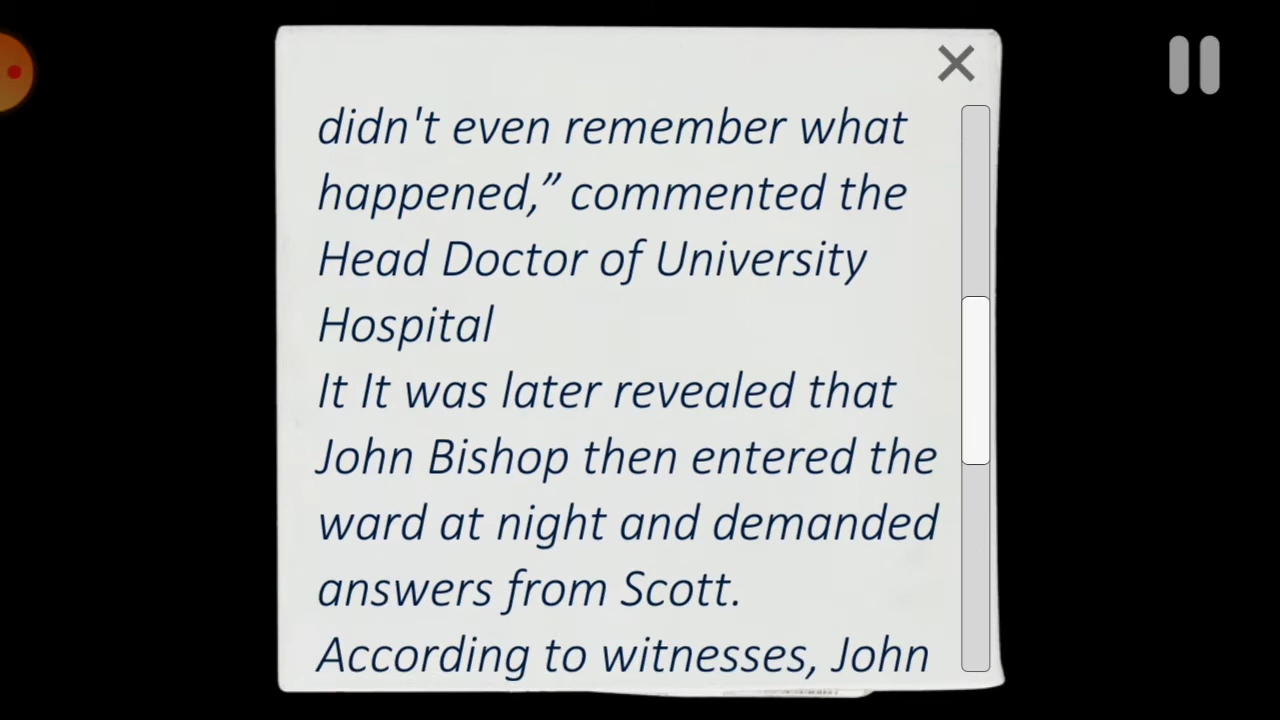 didn't even remember what
happened,” commented the
Head Doctor of University
Hospital
It It was later revealed that
John Bishop then entered the
ward at night and demanded
answers from Scott.
According to witnesses, John